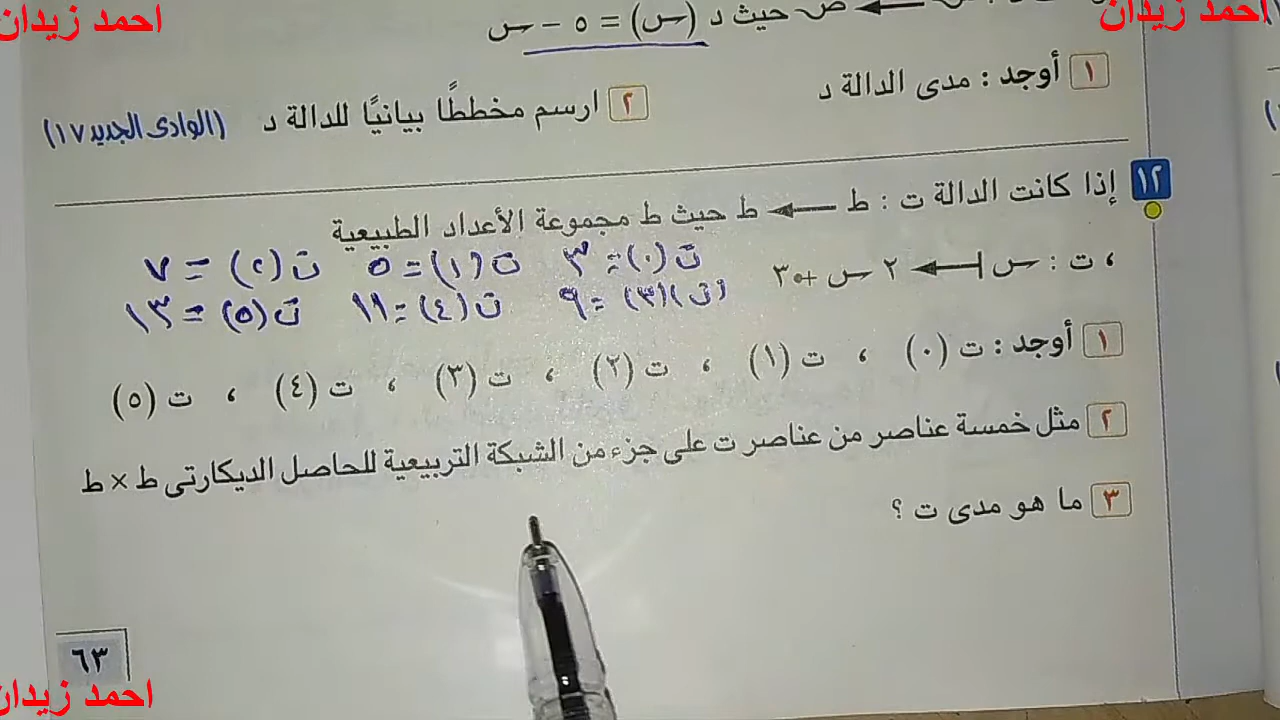 احمد زيدان
احمد زيدان
ص حيث د (س) = ٥ − س
١ أوجد : مدى الدالة د
٢ ارسم مخططًا بيانيًا للدالة د (الوادى الجديد ١٧)
١٢ إذا كانت الدالة ت : ط ← ط حيث ط مجموعة الأعداد الطبيعية
، ت : س ↤ ٢ س + ٣
ت (٠) = ٣ ت (١) = ٥ ت (٢) = ٧
ت (٣) = ٩ ت (٤) = ١١ ت (٥) = ١٣
١ أوجد : ت (٠) ، ت (١) ، ت (٢) ، ت (٣) ، ت (٤) ، ت (٥)
٢ مثل خمسة عناصر من عناصر ت على جزء من الشبكة التربيعية للحاصل الديكارتى ط × ط
٣ ما هو مدى ت ؟
٦٣
احمد زيدان